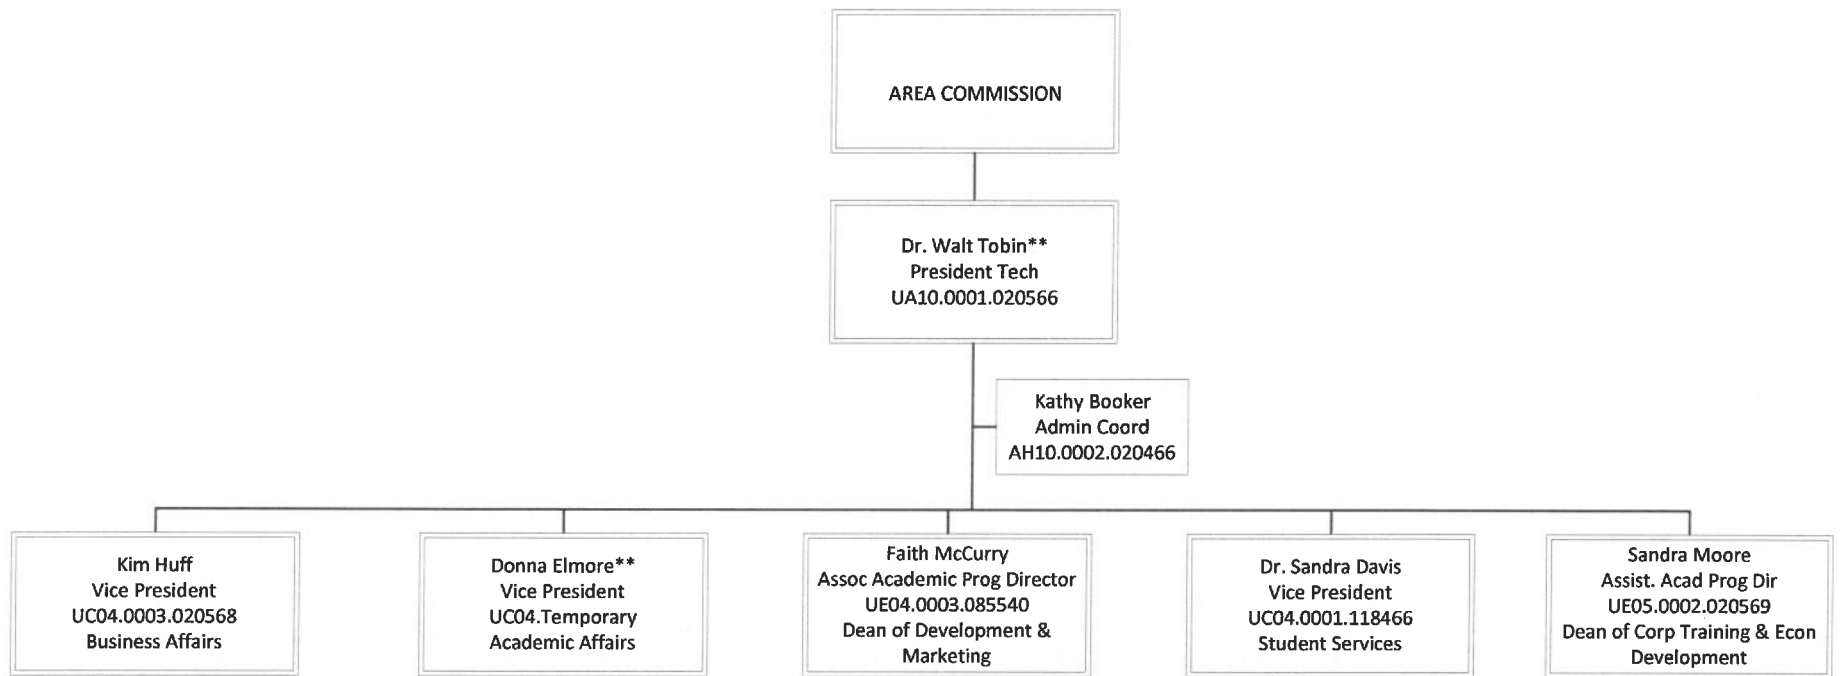 AREA COMMISSION
Dr. Walt Tobin**
President Tech
UA10.0001.020566
Kathy Booker
Admin Coord
AH10.0002.020466
Kim Huff
Vice President
UC04.0003.020568
Business Affairs
Donna Elmore**
Vice President
UC04.Temporary
Academic Affairs
Faith McCurry
Assoc Academic Prog Director
UE04.0003.085540
Dean of Development &
Marketing
Dr. Sandra Davis
Vice President
UC04.0001.118466
Student Services
Sandra Moore
Assist. Acad Prog Dir
UE05.0002.020569
Dean of Corp Training & Econ
Development